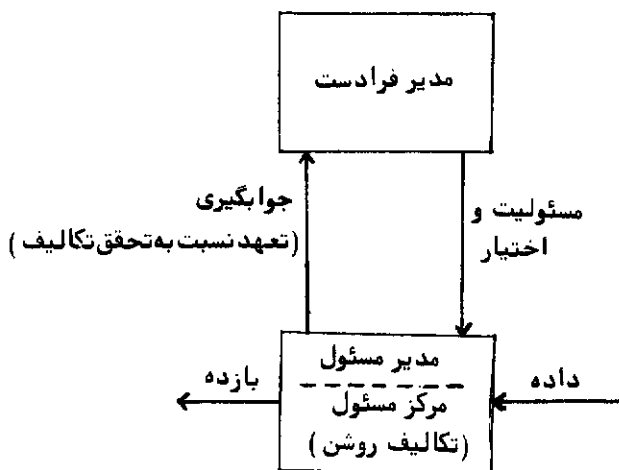 مدیر فرادست
مسئولیت و
اختیار
جوابگیری
(تعهد نسبت به تحقق تکالیف)
مدیر مسئول
مرکز مسئول
(تکالیف روشن)
داده
بازده